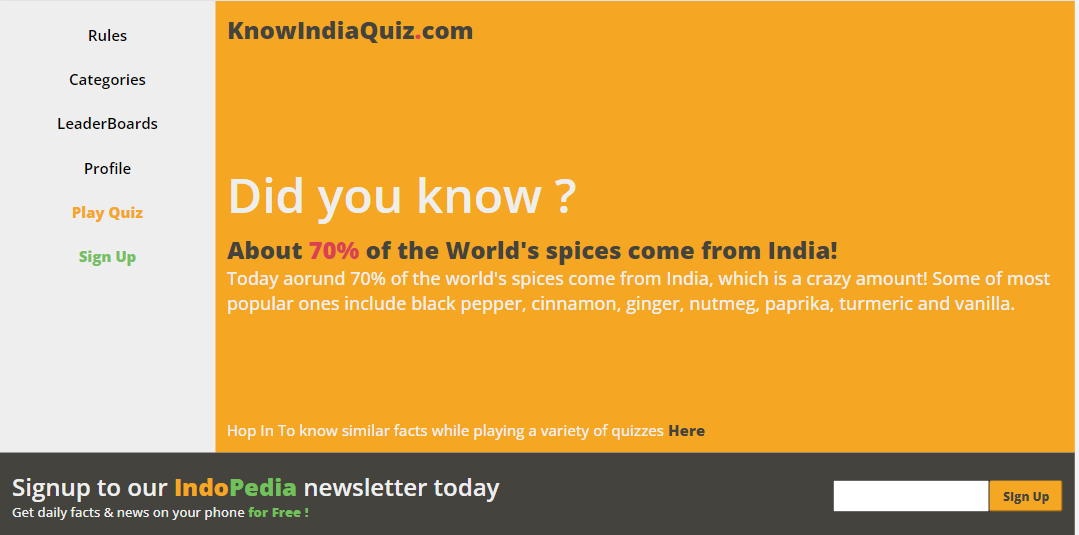 Rules
Categories
LeaderBoards
Profile
Play Quiz
Sign Up
KnowIndiaQuiz.com
Did you know ?
About 70% of the World's spices come from India!
Today aorund 70% of the world's spices come from India, which is a crazy amount! Some of most
popular ones include black pepper, cinnamon, ginger, nutmeg, paprika, turmeric and vanilla.
Hop In To know similar facts while playing a variety of quizzes Here
Signup to our IndoPedia newsletter today
Get daily facts & news on your phone for Free !
Sign Up